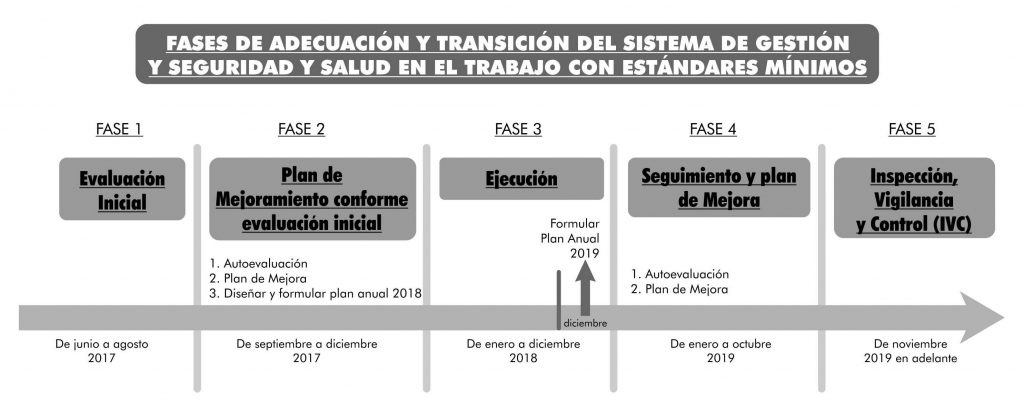 FASES DE ADECUACIÓN Y TRANSICIÓN DEL SISTEMA DE GESTIÓN
Y SEGURIDAD Y SALUD EN EL TRABAJO CON ESTÁNDARES MÍNIMOS
FASE 1
Evaluación
Inicial
De junio a agosto
2017
FASE 2
Plan de
Mejoramiento conforme
evaluación inicial
1. Autoevaluación
2. Plan de Mejora
3. Diseñar y formular plan anual 2018
De septiembre a diciembre
2017
FASE 3
Ejecución
Formular
Plan Anual
2019
diciembre
De enero a diciembre
2018
FASE 4
Seguimiento y plan
de Mejora
1. Autoevaluación
2. Plan de Mejora
De enero a octubre
2019
FASE 5
Inspección,
Vigilancia
y Control (IVC)
De noviembre
2019 en adelante